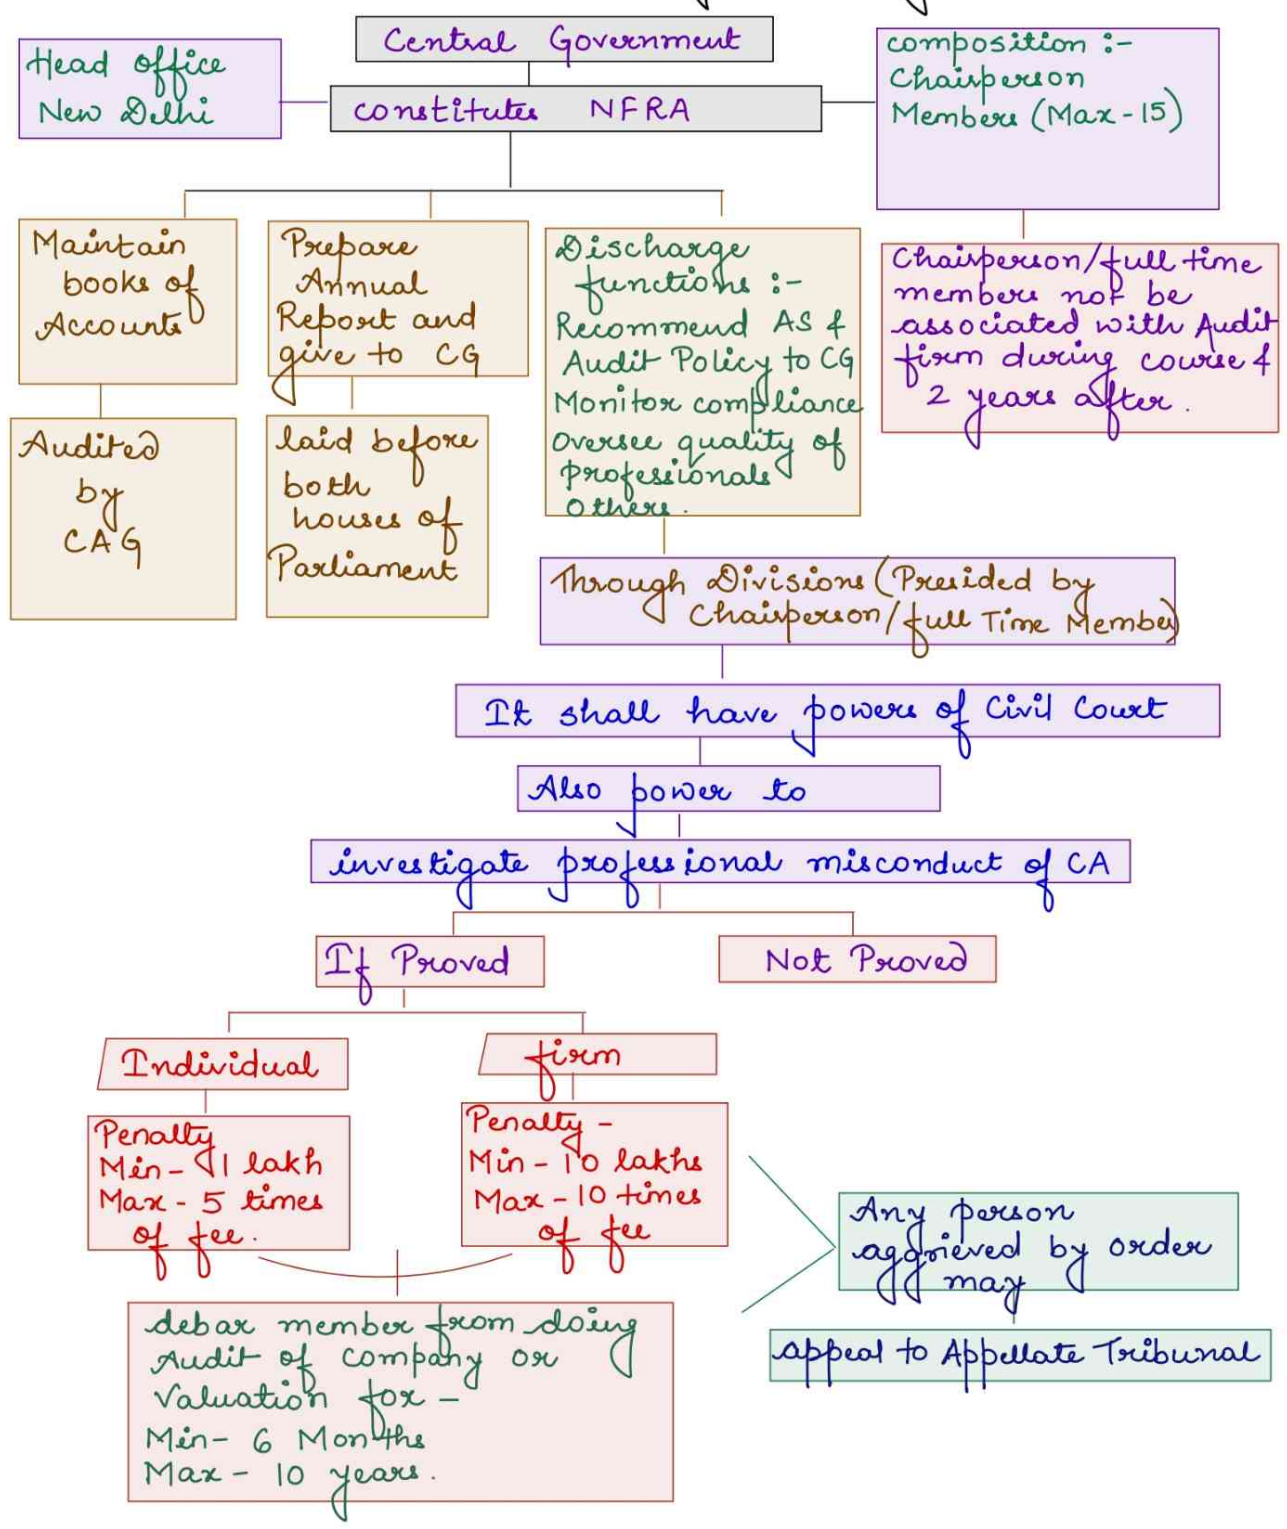 Central Government
Head office
New Delhi
constitutes NFRA
composition :-
Chairperson
Members (Max - 15)
Maintain
books of
Accounts
Prepare
Annual
Report and
give to CG
Discharge
functions :-
Recommend AS &
Audit Policy to CG
Monitor compliance
Oversee quality of
professionals
Others.
Chairperson/full time
members not be
associated with Audit
firm during course &
2 years after.
Audited
by
CAG
laid before
both
houses of
Parliament
Through Divisions (Presided by
Chairperson/full Time Member)
It shall have powers of Civil Court
Also power to
investigate professional misconduct of CA
If Proved
Not Proved
Individual
firm
Penalty
Min - 1 lakh
Max - 5 times
of fee.
Penalty -
Min - 10 lakhs
Max - 10 times
of fee
Any person
aggrieved by order
may
appeal to Appellate Tribunal
debar member from doing
Audit of company or
Valuation for -
Min - 6 Months
Max - 10 years.